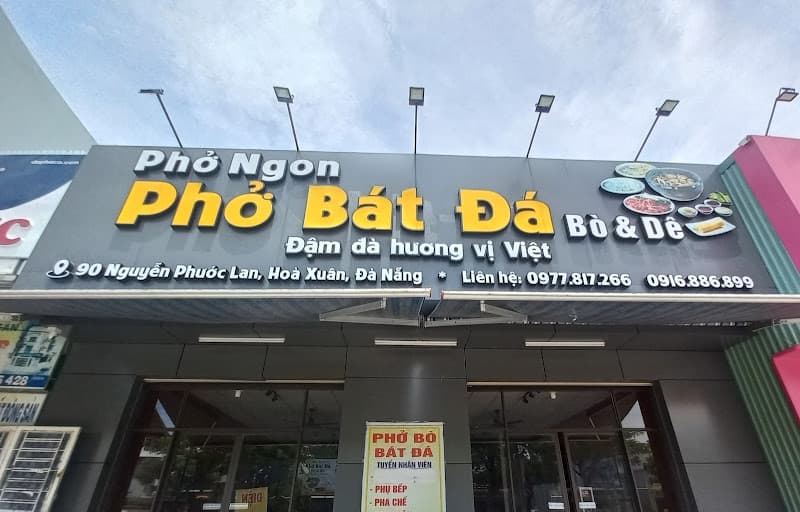 Phở Ngon
Phở Bát Đá
Bò & Dê
Đậm đà hương vị Việt
90 Nguyễn Phước Lan, Hoà Xuân, Đà Nẵng * Liên hệ: 0977.817.266 0916.886.899
PHỞ BÒ
BÁT ĐÁ
TUYỂN NHÂN VIÊN
- PHỤ BẾP
- PHA CHẾ
428